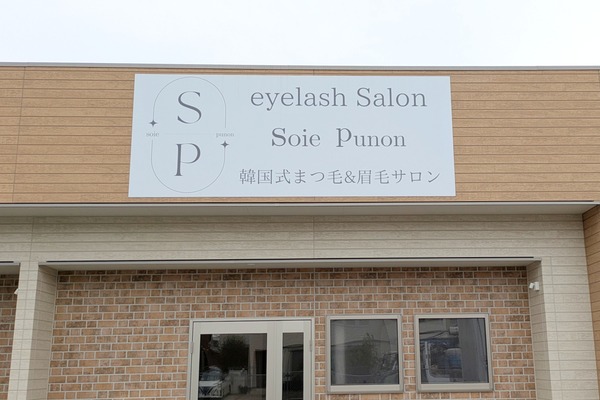 S
soie punon
P
eyelash Salon
Soie Punon
韓国式まつ毛&眉毛サロン